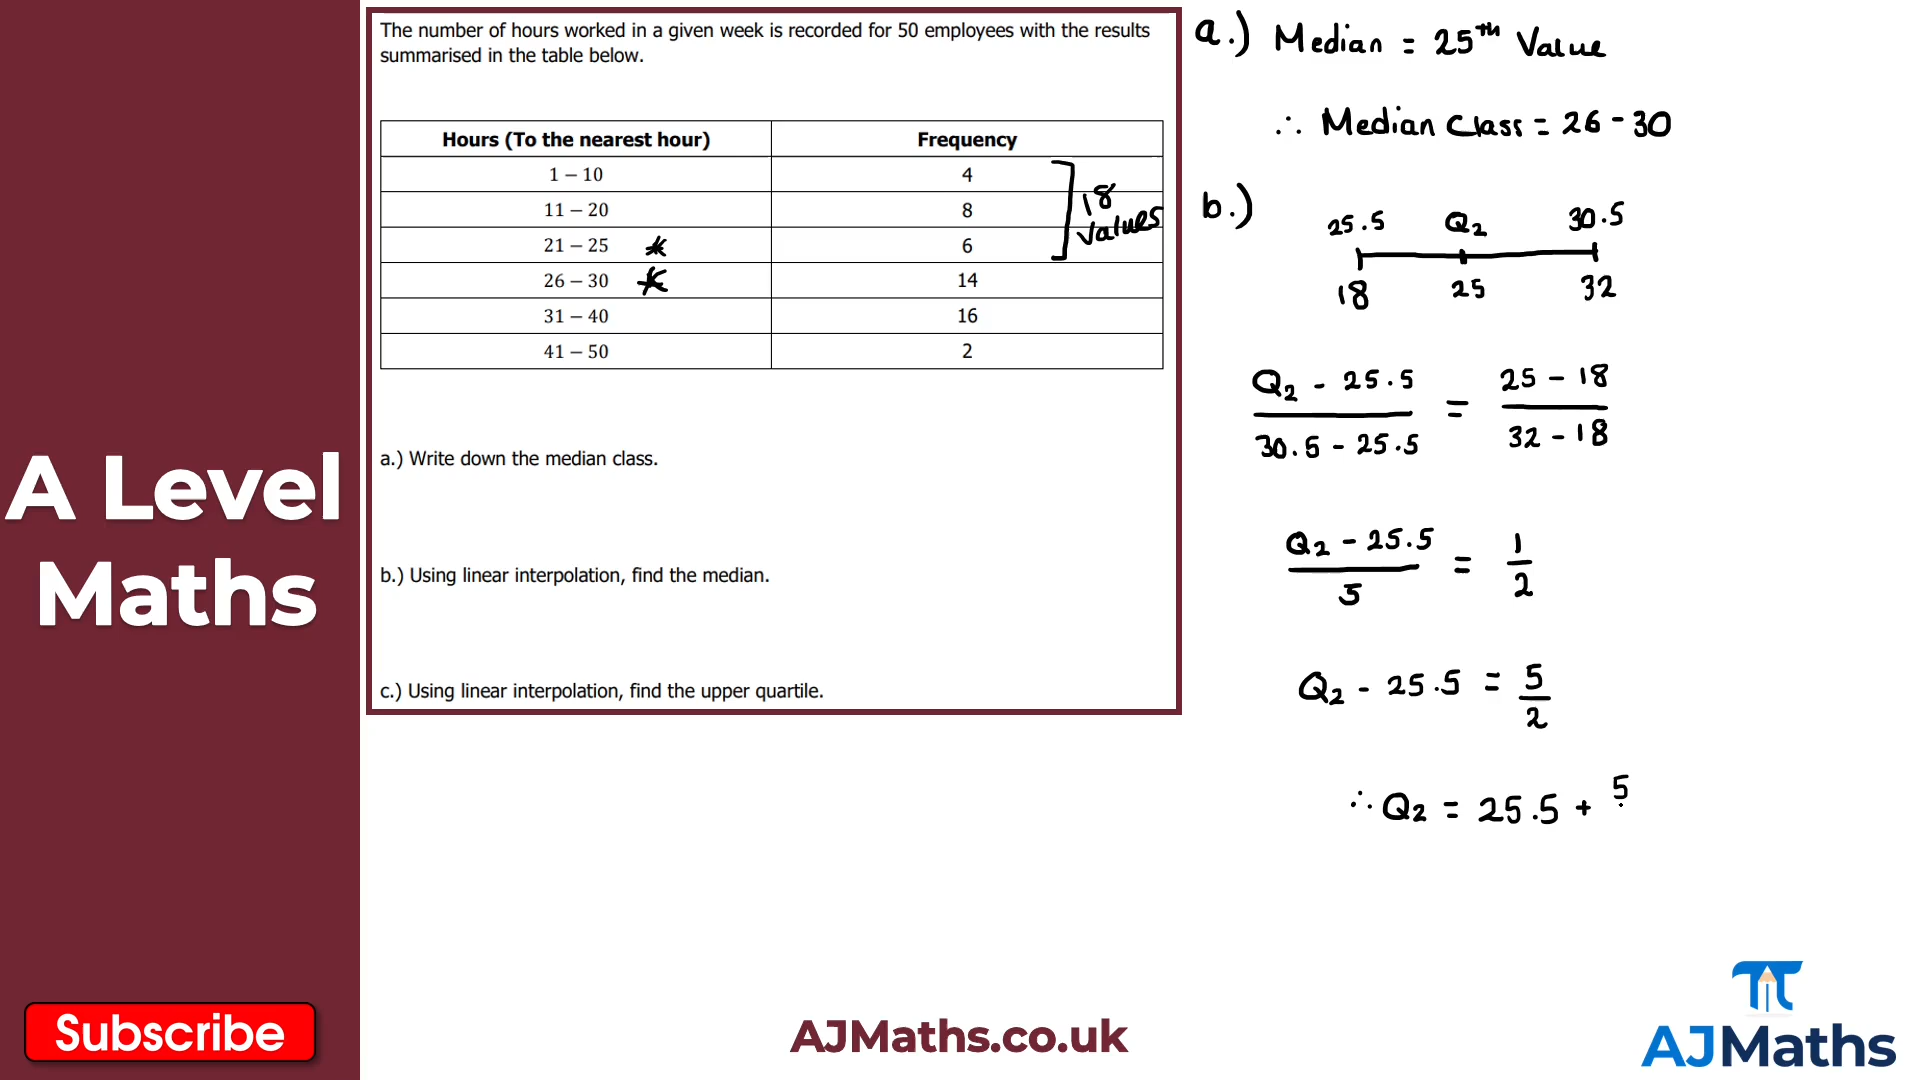 A Level
Maths
Subscribe
The number of hours worked in a given week is recorded for 50 employees with the results
summarised in the table below.
Hours (To the nearest hour) Frequency
1 – 10 4
11 – 20 8
21 – 25 6
26 – 30 14
31 – 40 16
41 – 50 2
18
Values
a.) Write down the median class.
b.) Using linear interpolation, find the median.
c.) Using linear interpolation, find the upper quartile.
a.) Median = 25th Value
∴ Median Class = 26 - 30
b.)
25.5 Q2 30.5
18 25 32
Q2 - 25.5 / 30.5 - 25.5 = 25 - 18 / 32 - 18
Q2 - 25.5 / 5 = 1 / 2
Q2 - 25.5 = 5 / 2
∴ Q2 = 25.5 + 5
AJMaths.co.uk
AJMaths